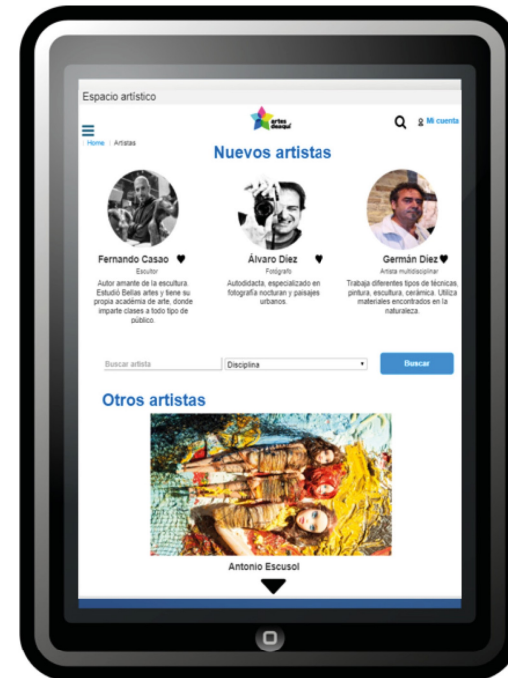 Espacio artístico
artes
deaquí
Mi cuenta
Home / Artistas
Nuevos artistas
Fernando Casao
Escultor
Autor amante de la escultura.
Estudió Bellas artes y tiene su
propia académia de arte, donde
imparte clases a todo tipo de
público.
Álvaro Díez
Fotógrafo
Autodidacta, especializado en
fotografía nocturan y paisajes
urbanos.
Germán Díez
Artista multidisciplinar
Trabaja diferentes tipos de técnicas,
pintura, escultura, cerámica. Utiliza
materiales encontrados en la
naturaleza.
Buscar artista
Disciplina
Buscar
Otros artistas
Antonio Escusol